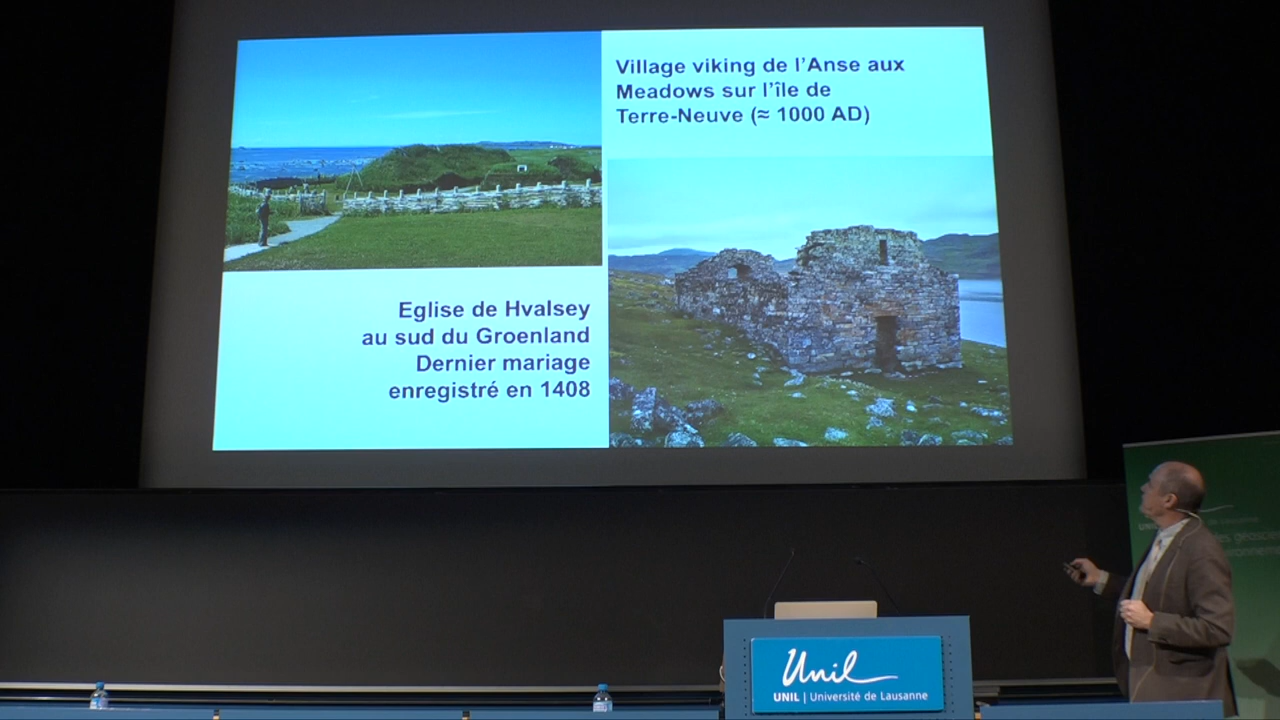 Village viking de l'Anse aux
Meadows sur l'île de
Terre-Neuve (≈ 1000 AD)
Eglise de Hvalsey
au sud du Groenland
Dernier mariage
enregistré en 1408
Unil
UNIL | Université de Lausanne